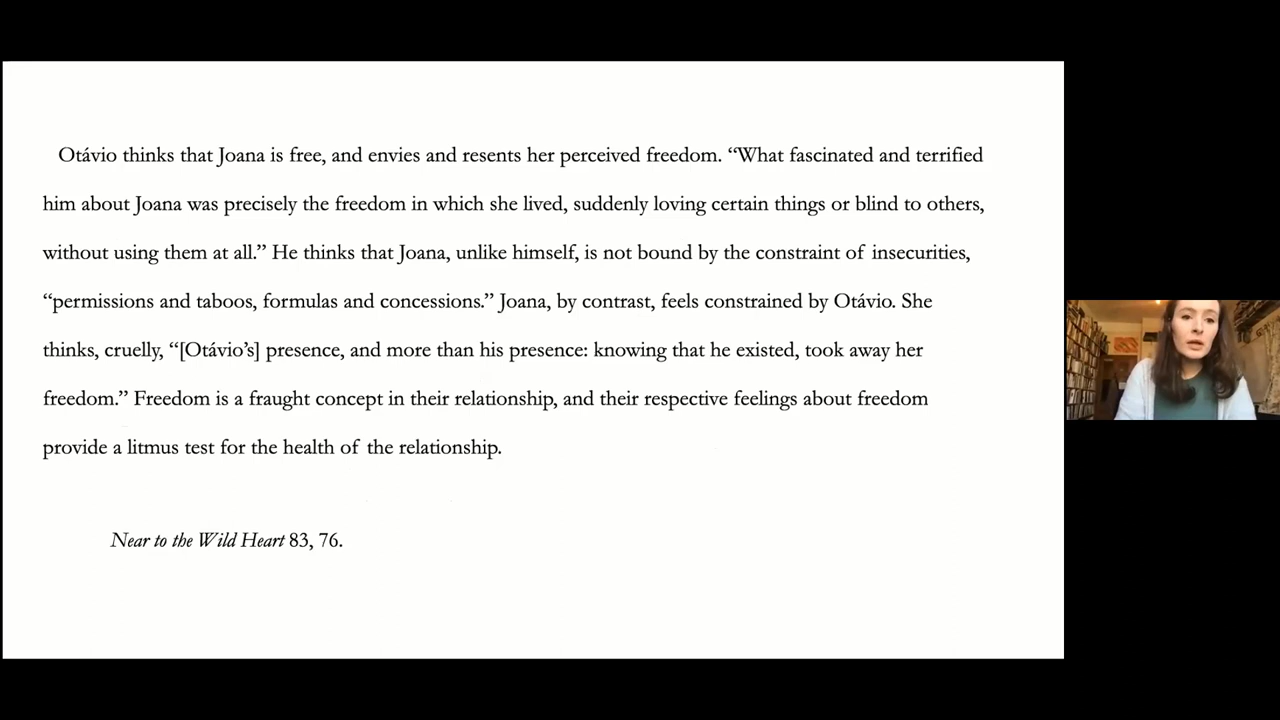 Otávio thinks that Joana is free, and envies and resents her perceived freedom. “What fascinated and terrified
him about Joana was precisely the freedom in which she lived, suddenly loving certain things or blind to others,
without using them at all.” He thinks that Joana, unlike himself, is not bound by the constraint of insecurities,
“permissions and taboos, formulas and concessions.” Joana, by contrast, feels constrained by Otávio. She
thinks, cruelly, “[Otávio’s] presence, and more than his presence: knowing that he existed, took away her
freedom.” Freedom is a fraught concept in their relationship, and their respective feelings about freedom
provide a litmus test for the health of the relationship.
Near to the Wild Heart 83, 76.